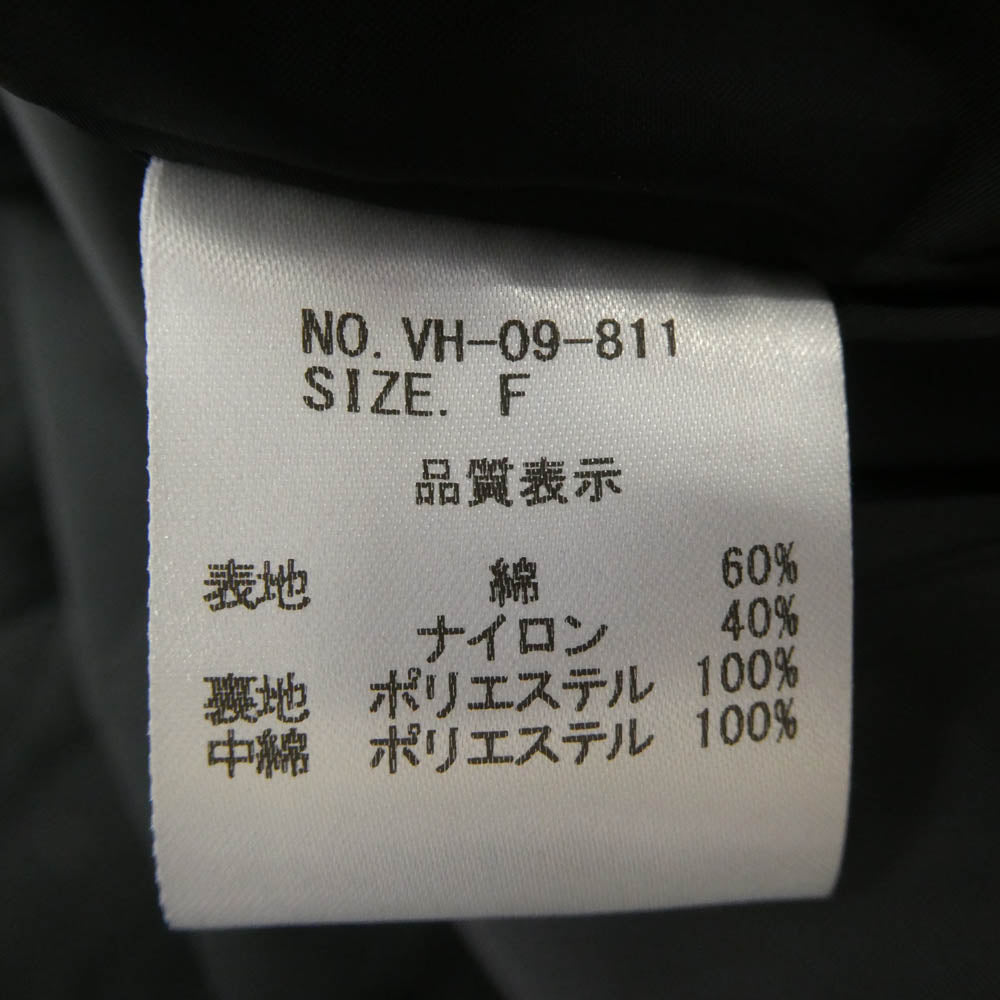 NO. VH-09-811
SIZE. F
品質表示
表地 綿 60%
ナイロン 40%
裏地 ポリエステル 100%
中綿 ポリエステル 100%